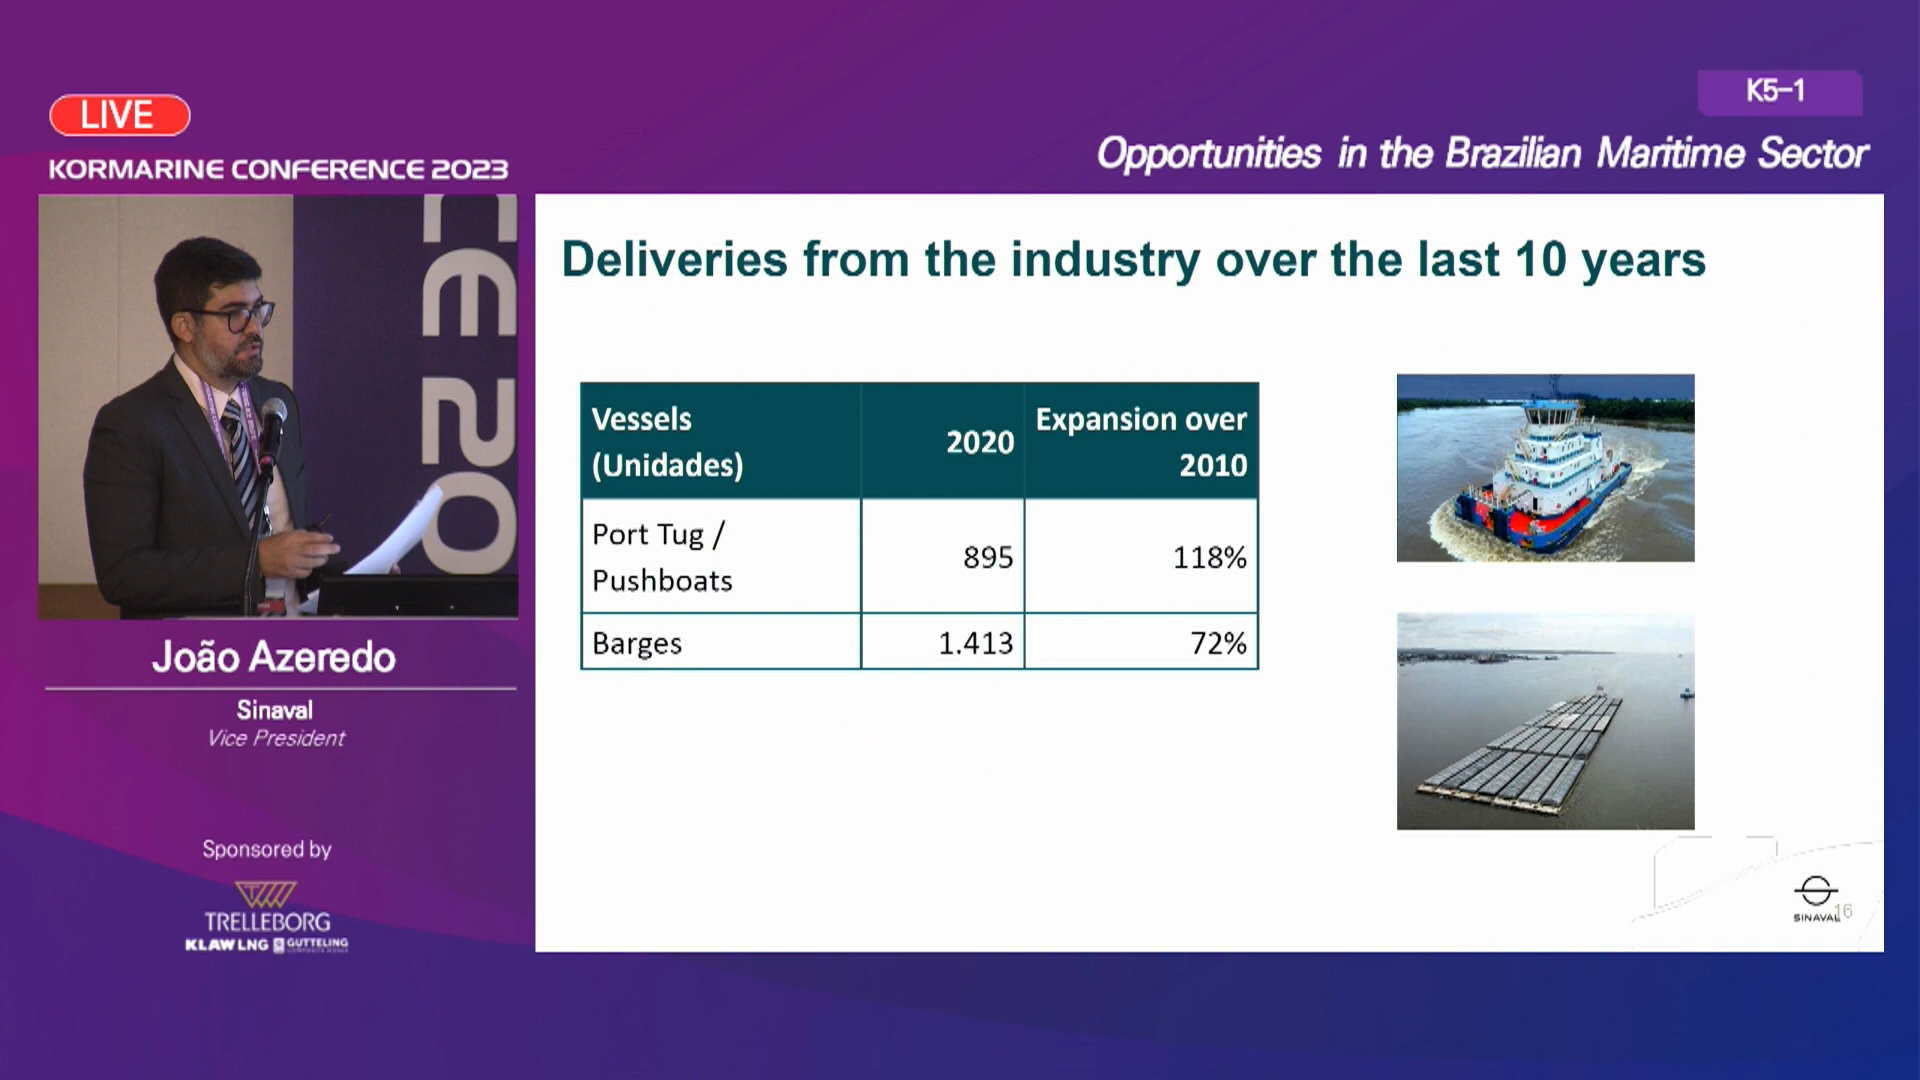 LIVE
KORMARINE CONFERENCE 2023
K5-1
Opportunities in the Brazilian Maritime Sector
CE 20
João Azeredo
Sinaval
Vice President
Sponsored by
TRELLEBORG
KLAW LNG GUTTELING
Deliveries from the industry over the last 10 years
Vessels
(Unidades)
2020
Expansion over
2010
Port Tug /
Pushboats
895
118%
Barges
1.413
72%
SINAVAL
16